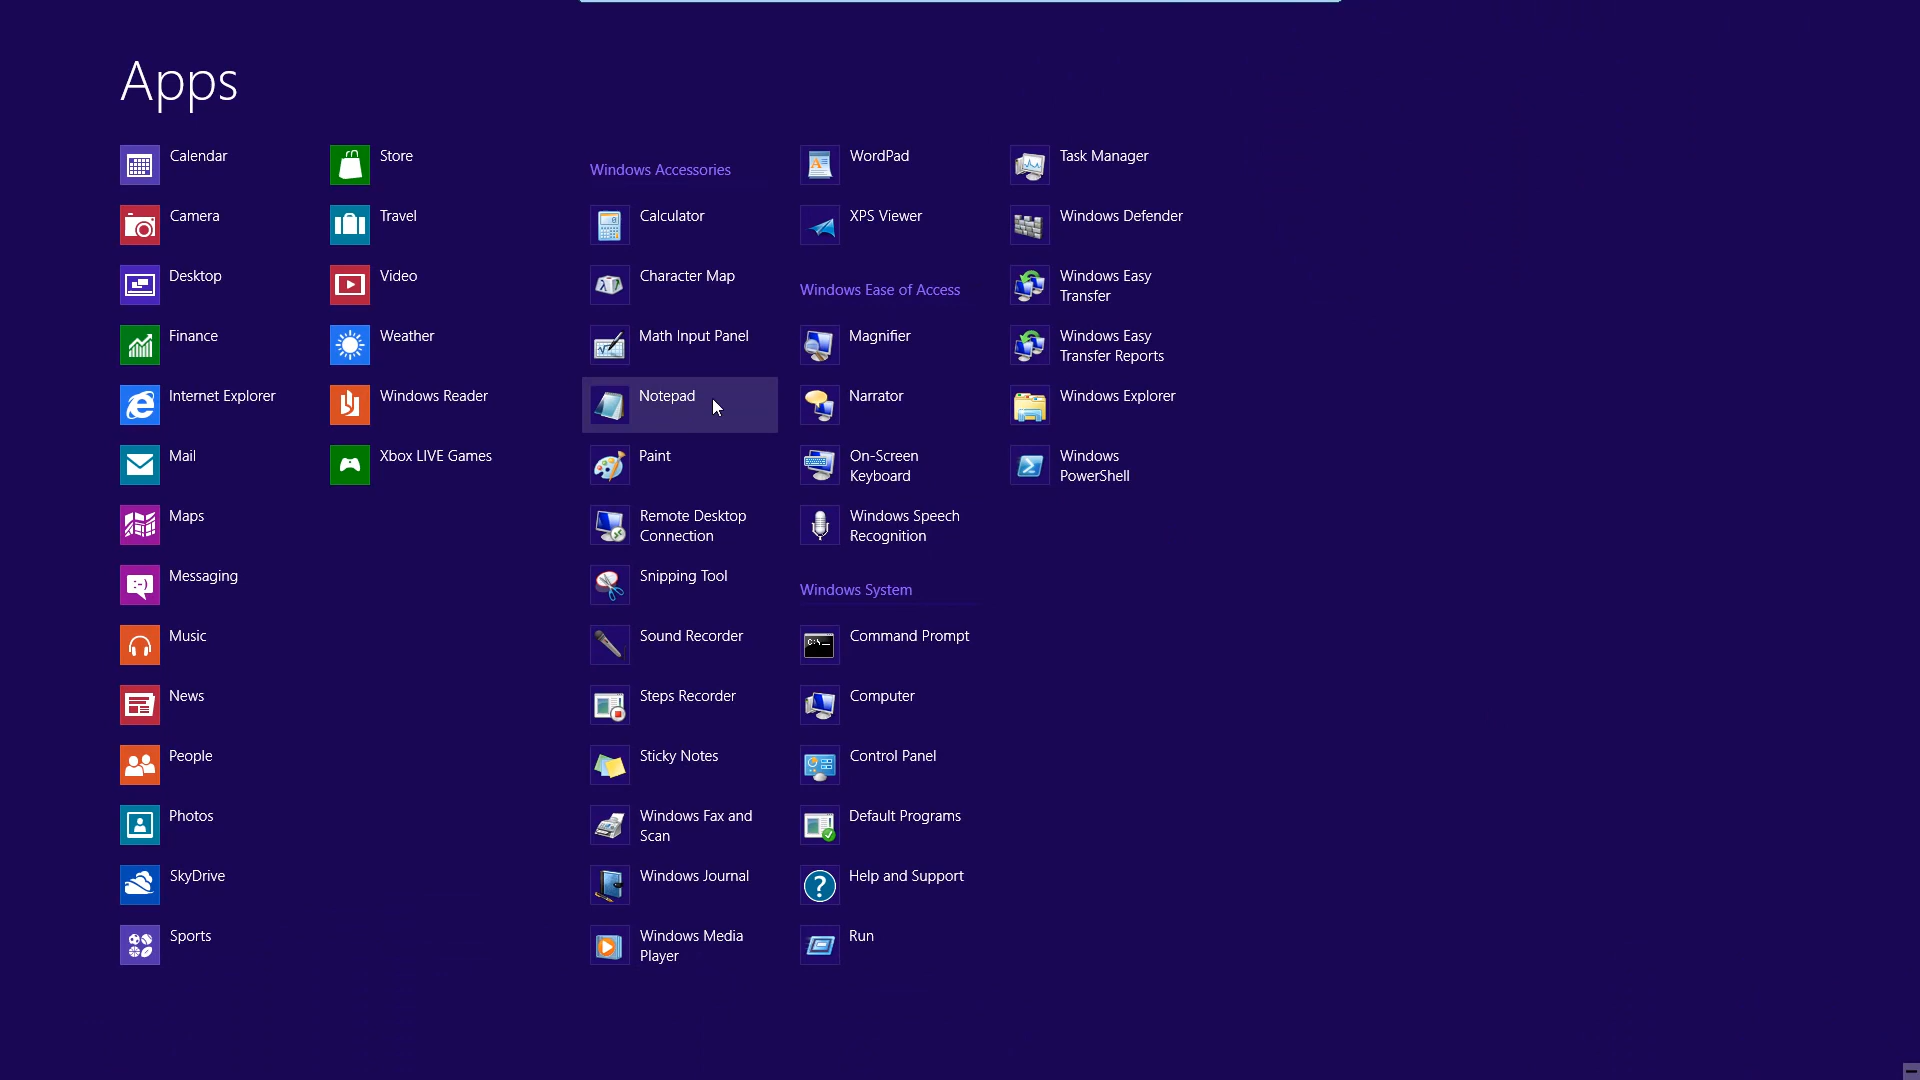 Apps
Calendar
Camera
Desktop
Finance
Internet Explorer
Mail
Maps
Messaging
Music
News
People
Photos
SkyDrive
Sports
Store
Travel
Video
Weather
Windows Reader
Xbox LIVE Games
Windows Accessories
Calculator
Character Map
Math Input Panel
Notepad
Paint
Remote Desktop
Connection
Snipping Tool
Sound Recorder
Steps Recorder
Sticky Notes
Windows Fax and
Scan
Windows Journal
Windows Media
Player
WordPad
XPS Viewer
Windows Ease of Access
Magnifier
Narrator
On-Screen
Keyboard
Windows Speech
Recognition
Windows System
Command Prompt
Computer
Control Panel
Default Programs
Help and Support
Run
Task Manager
Windows Defender
Windows Easy
Transfer
Windows Easy
Transfer Reports
Windows Explorer
Windows
PowerShell